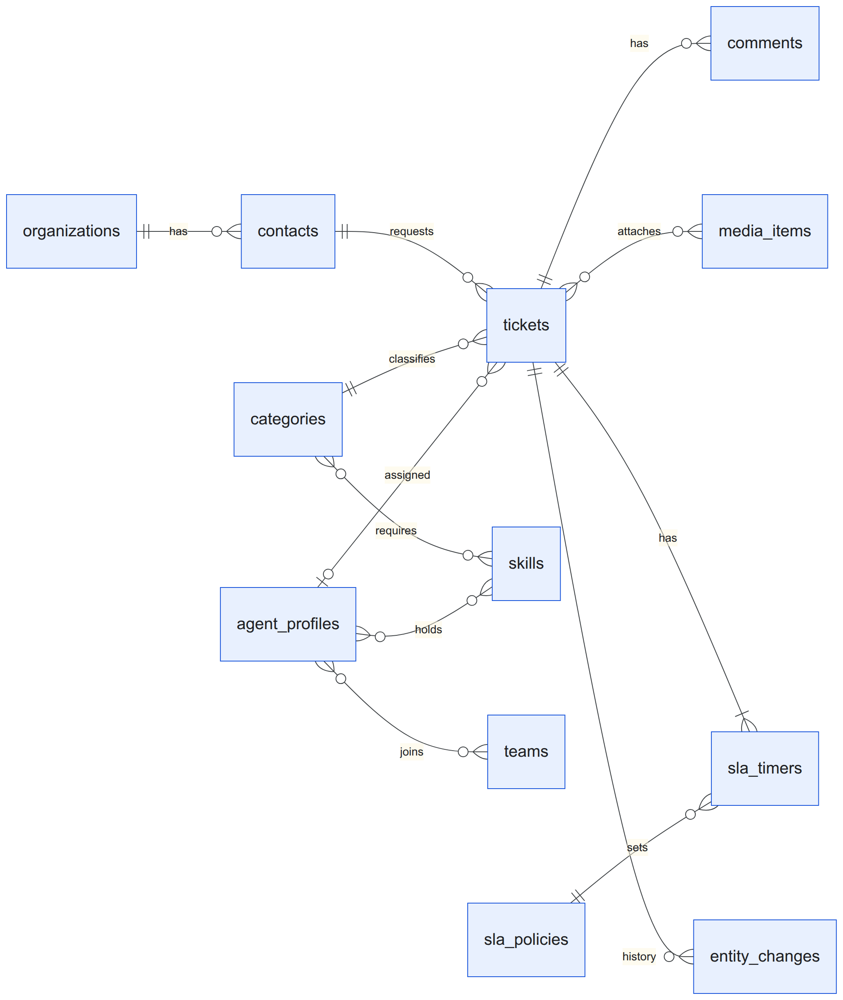 comments
has
organizations
has
contacts
requests
attaches
media_items
tickets
classifies
categories
assigned
requires
skills
has
agent_profiles
holds
teams
joins
sla_timers
sets
sla_policies
history
entity_changes